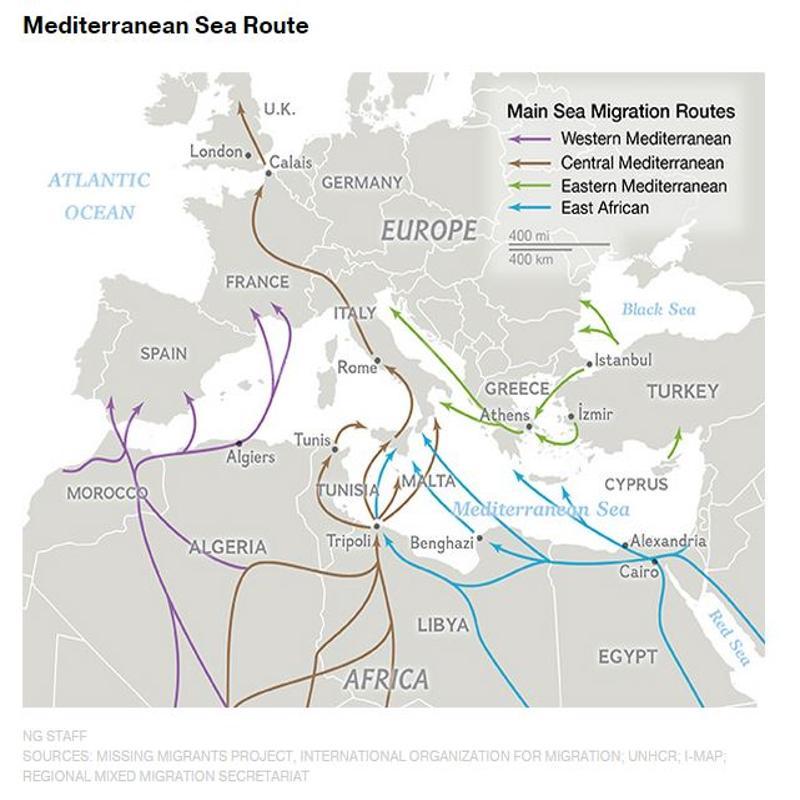 Mediterranean Sea Route
Main Sea Migration Routes
Western Mediterranean
Central Mediterranean
Eastern Mediterranean
East African
400 mi
400 km
U.K.
London
Calais
ATLANTIC
OCEAN
GERMANY
EUROPE
FRANCE
ITALY
Black Sea
SPAIN
Rome
Istanbul
GREECE
TURKEY
Athens
İzmir
Tunis
Algiers
MOROCCO
TUNISIA
MALTA
CYPRUS
Mediterranean Sea
ALGERIA
Tripoli
Benghazi
Alexandria
Cairo
LIBYA
Red Sea
EGYPT
AFRICA
NG STAFF
SOURCES: MISSING MIGRANTS PROJECT, INTERNATIONAL ORGANIZATION FOR MIGRATION; UNHCR; I-MAP;
REGIONAL MIXED MIGRATION SECRETARIAT